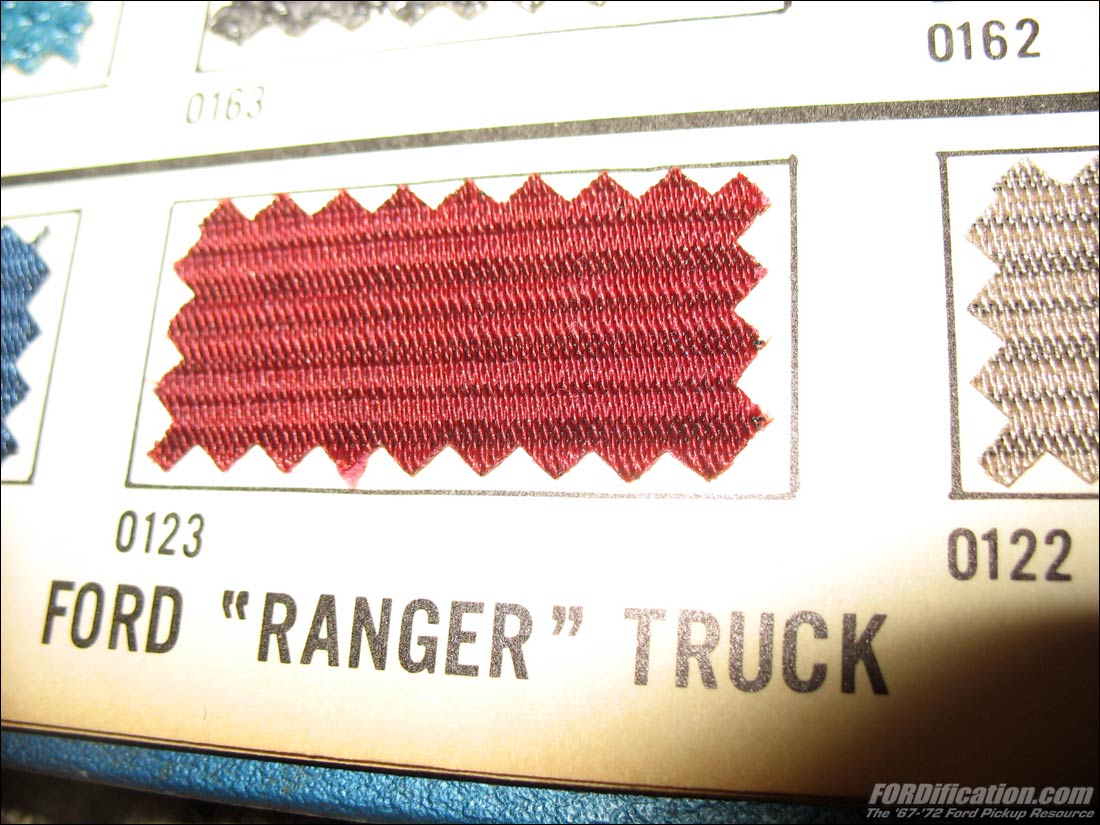 0162
0163
0123
0122
FORD “RANGER” TRUCK
FORDification.com
The '67-'72 Ford Pickup Resource